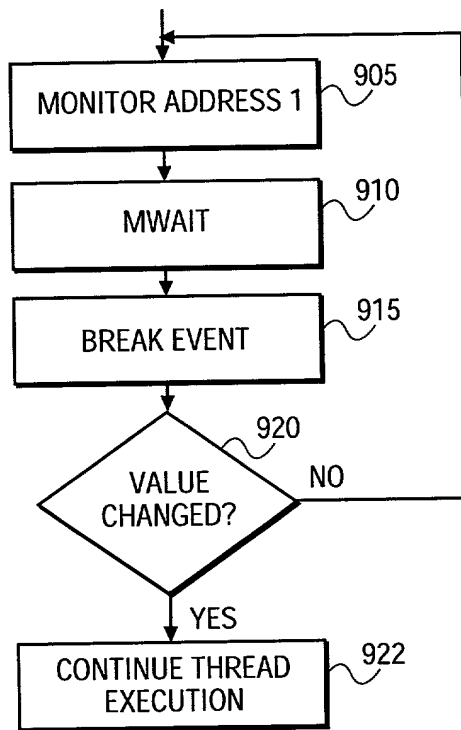 MONITOR ADDRESS 1
905
MWAIT
910
BREAK EVENT
915
920
VALUE
CHANGED?
NO
YES
CONTINUE THREAD
EXECUTION
922